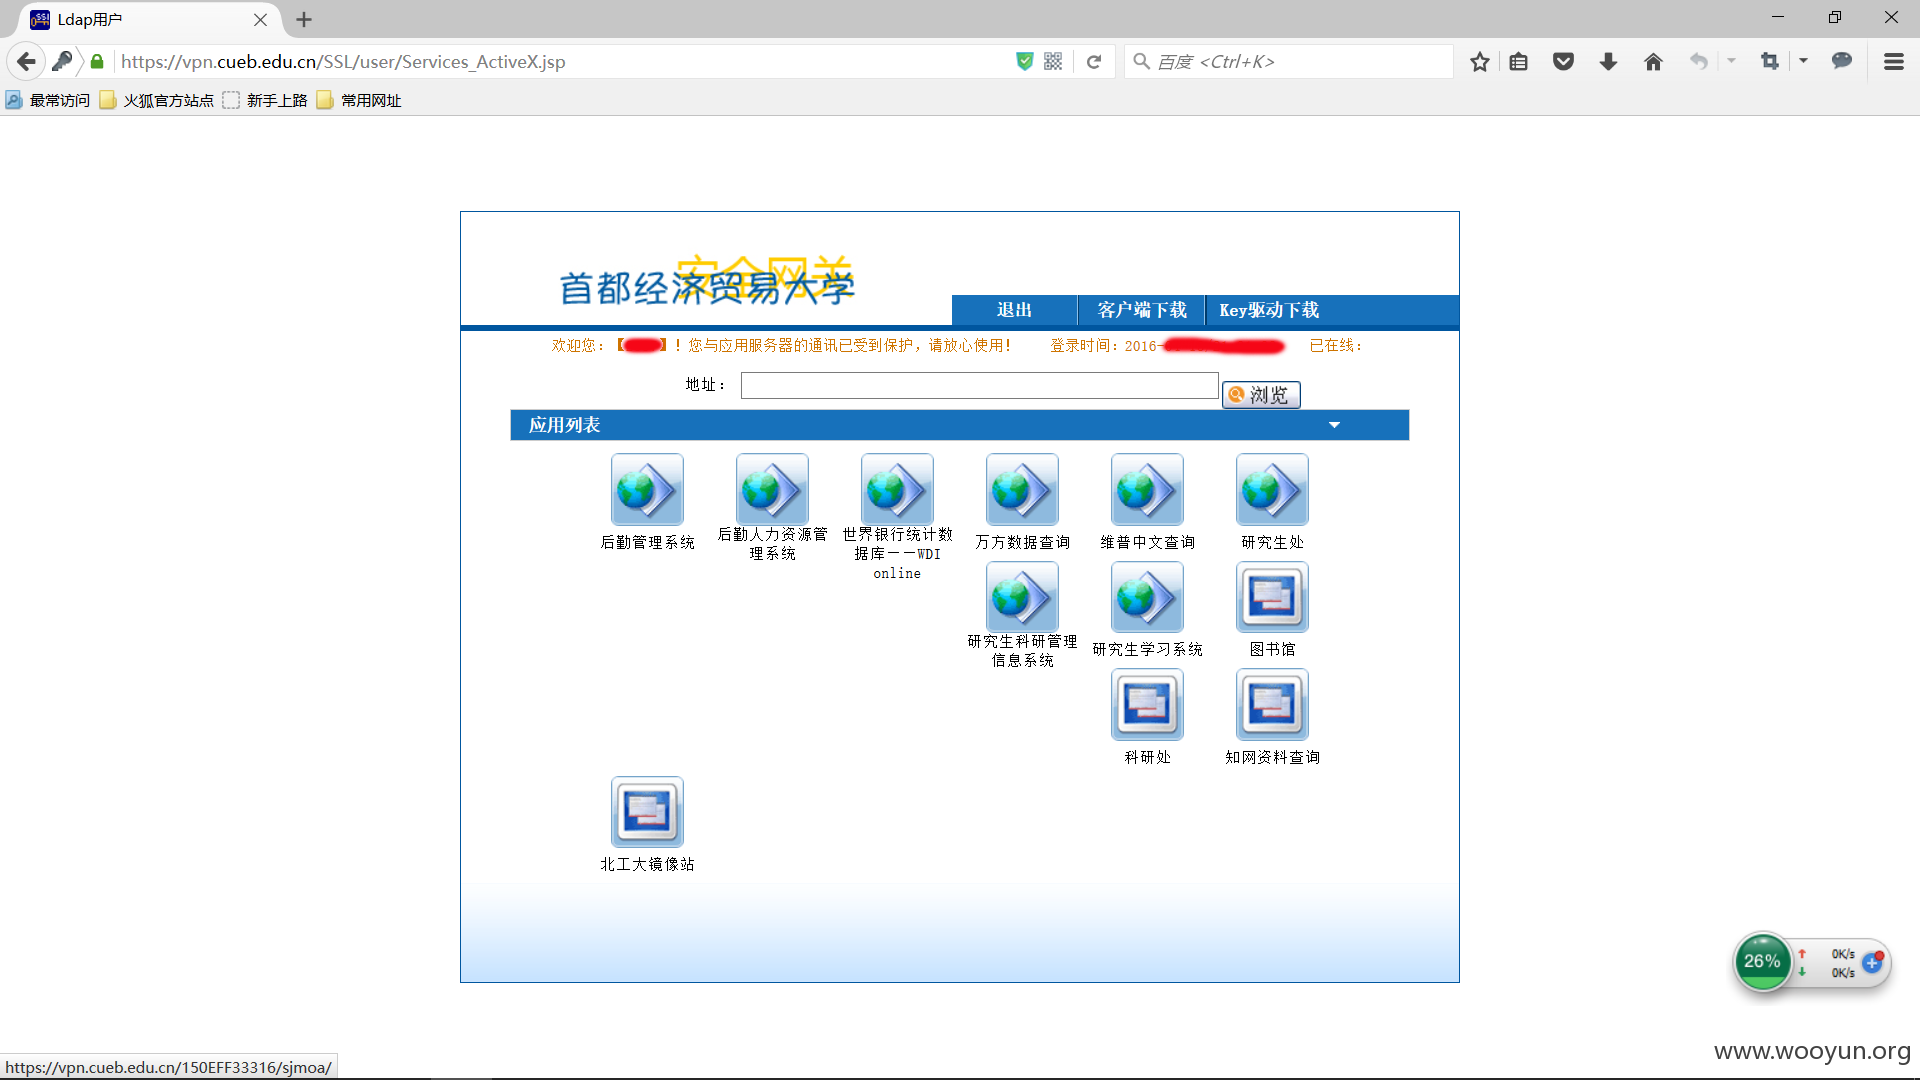 Ldap用户
https://vpn.cueb.edu.cn/SSL/user/Services_ActiveX.jsp
百度 <Ctrl+K>
最常访问 火狐官方站点 新手上路 常用网址
安全网关
首都经济贸易大学
退出 客户端下载 Key驱动下载
欢迎您：【 】！您与应用服务器的通讯已受到保护，请放心使用！ 登录时间：2016- 已在线：
地址： 浏览
应用列表
后勤管理系统
后勤人力资源管
理系统
世界银行统计数
据库－－WDI
online
万方数据查询
维普中文查询
研究生处
研究生科研管理
信息系统
研究生学习系统
图书馆
科研处
知网资料查询
北工大镜像站
26%
0K/s
0K/s
www.wooyun.org
https://vpn.cueb.edu.cn/150EFF33316/sjmoa/